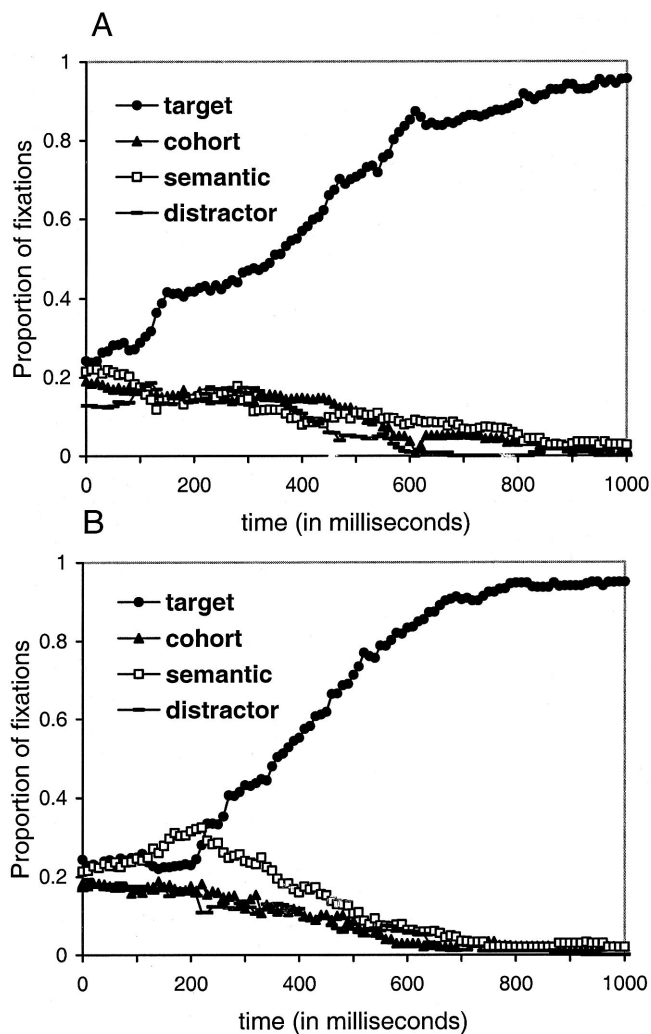 A
1
0.8
0.6
0.4
0.2
0
Proportion of fixations
target
cohort
semantic
distractor
0 200 400 600 800 1000
time (in milliseconds)
B
1
0.8
0.6
0.4
0.2
0
Proportion of fixations
target
cohort
semantic
distractor
0 200 400 600 800 1000
time (in milliseconds)